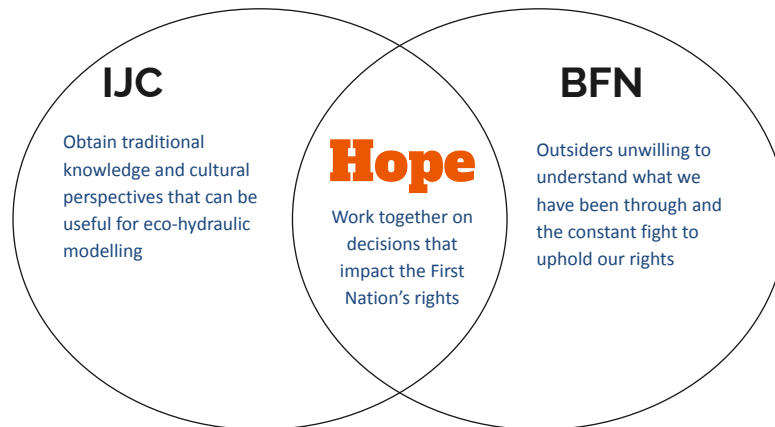 IJC
Obtain traditional
knowledge and cultural
perspectives that can be
useful for eco-hydraulic
modelling
Hope
Work together on
decisions that
impact the First
Nation's rights
BFN
Outsiders unwilling to
understand what we
have been through and
the constant fight to
uphold our rights